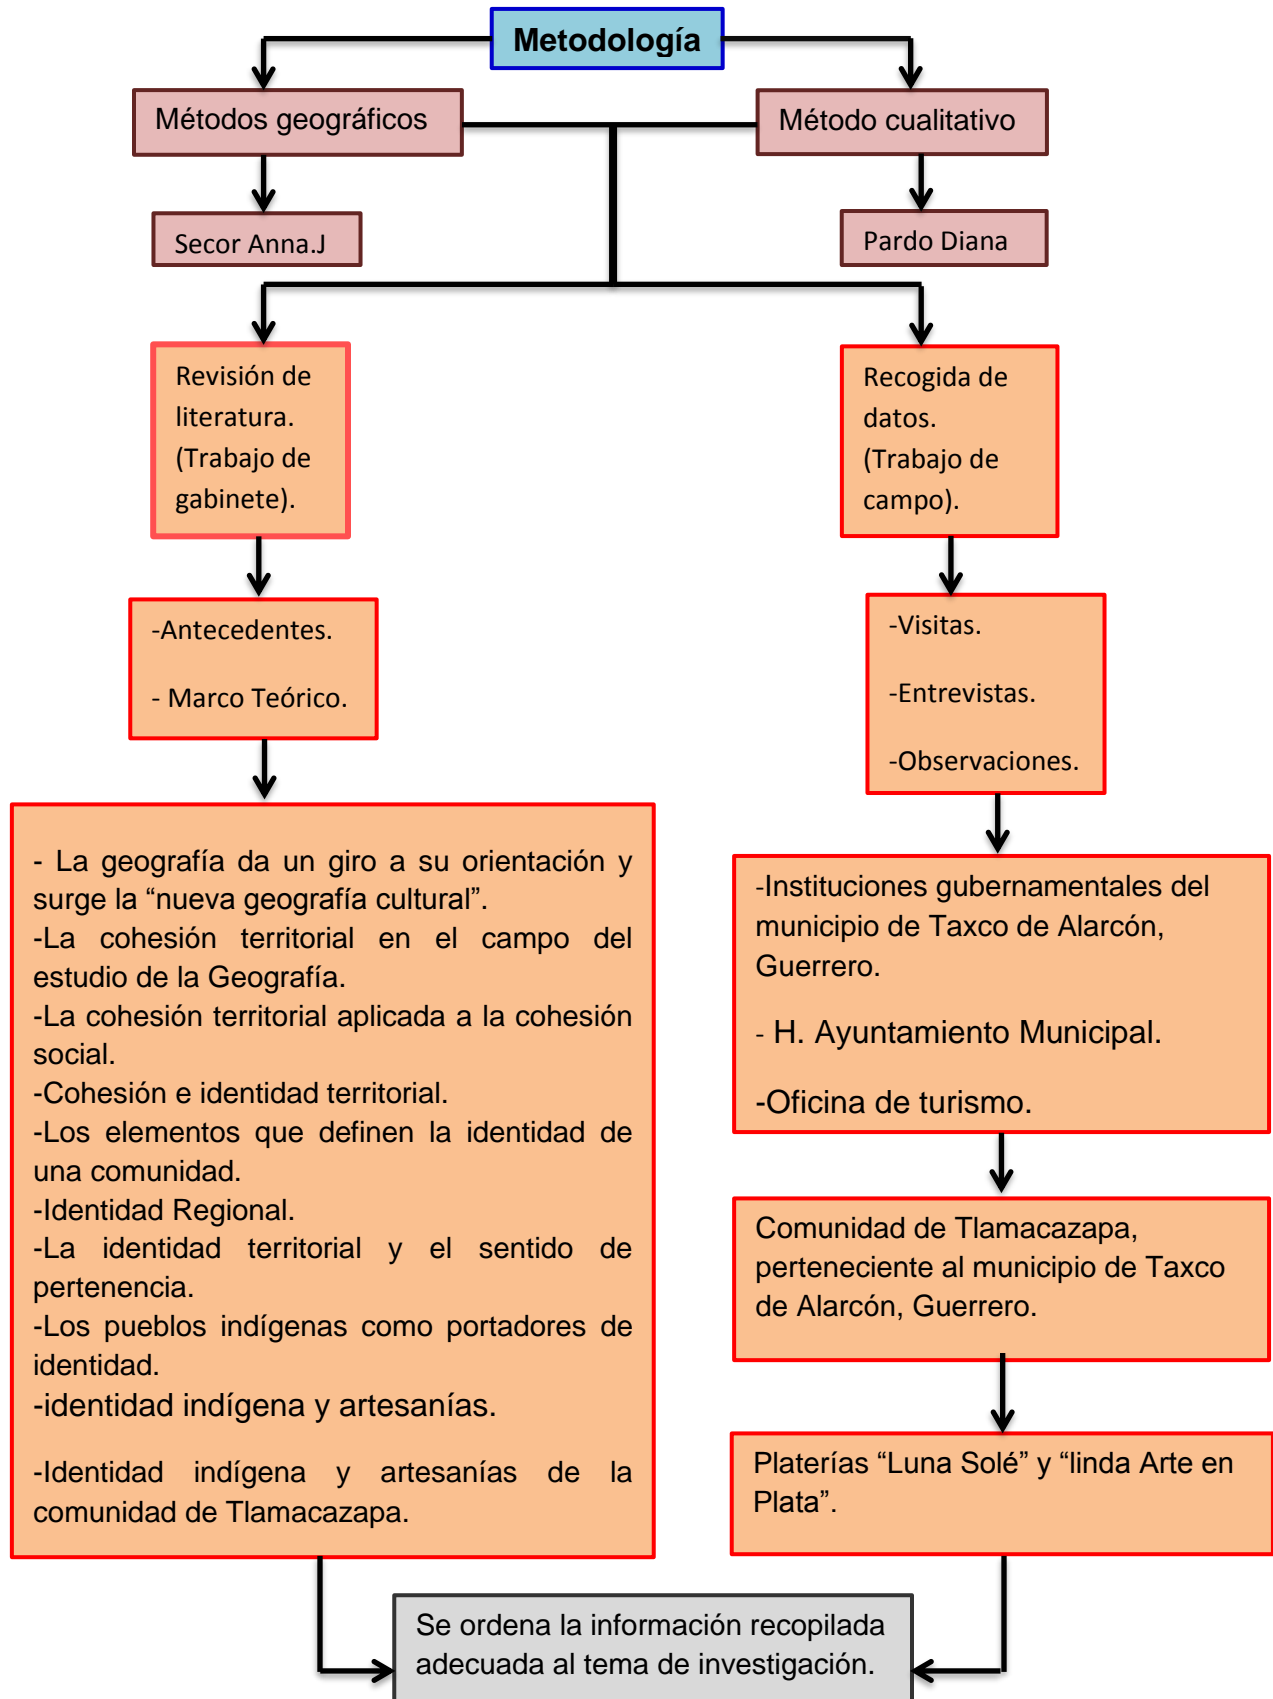 Metodología
Métodos geográficos
Método cualitativo
Secor Anna.J
Pardo Diana
Revisión de
literatura.
(Trabajo de
gabinete).
Recogida de
datos.
(Trabajo de
campo).
-Antecedentes.
- Marco Teórico.
-Visitas.
-Entrevistas.
-Observaciones.
- La geografía da un giro a su orientación y
surge la “nueva geografía cultural”.
-La cohesión territorial en el campo del
estudio de la Geografía.
-La cohesión territorial aplicada a la cohesión
social.
-Cohesión e identidad territorial.
-Los elementos que definen la identidad de
una comunidad.
-Identidad Regional.
-La identidad territorial y el sentido de
pertenencia.
-Los pueblos indígenas como portadores de
identidad.
-identidad indígena y artesanías.
-Identidad indígena y artesanías de la
comunidad de Tlamacazapa.
-Instituciones gubernamentales del
municipio de Taxco de Alarcón,
Guerrero.
- H. Ayuntamiento Municipal.
-Oficina de turismo.
Comunidad de Tlamacazapa,
perteneciente al municipio de Taxco
de Alarcón, Guerrero.
Platerías “Luna Solé” y “linda Arte en
Plata”.
Se ordena la información recopilada
adecuada al tema de investigación.